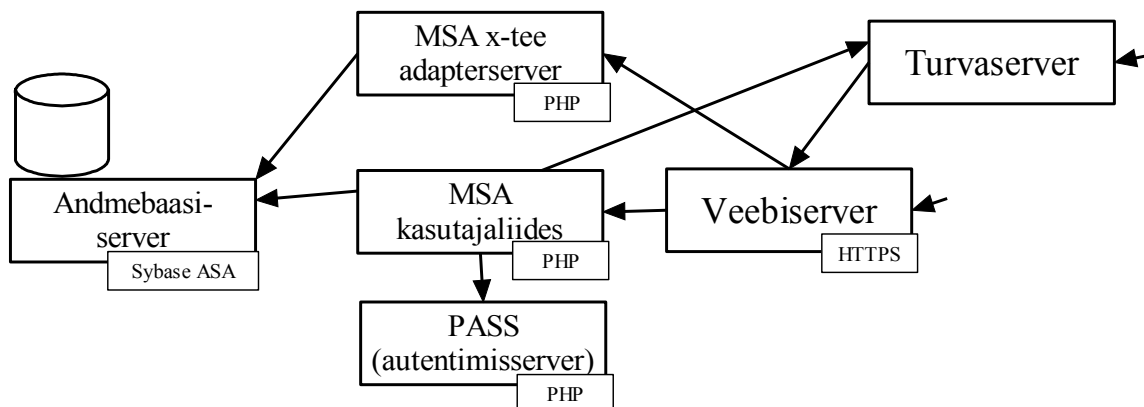 MSA x-tee
adapterserver
PHP
Turvaserver
Andmebaasi-
server
Sybase ASA
MSA
kasutajaliides
PHP
Veebiserver
HTTPS
PASS
(autentimisserver)
PHP